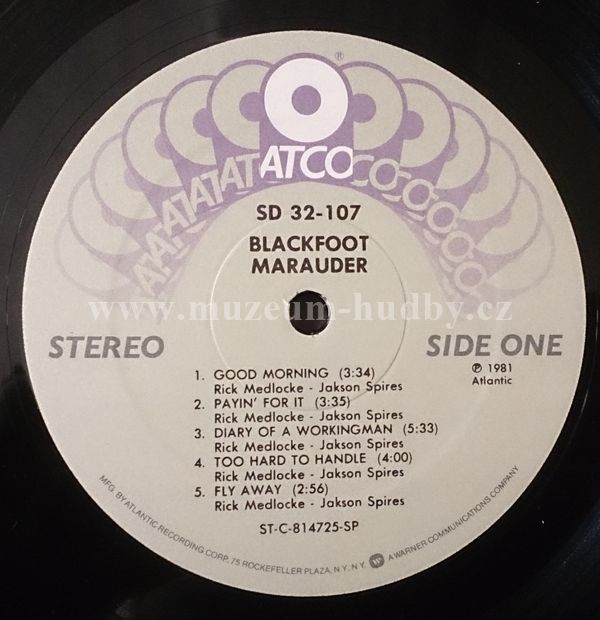 ®
ATCO
SD 32-107
BLACKFOOT
MARAUDER
www.muzeum-hudby.cz
STEREO
SIDE ONE
℗ 1981
Atlantic
1. GOOD MORNING (3:34)
Rick Medlocke - Jakson Spires
2. PAYIN' FOR IT (3:35)
Rick Medlocke - Jakson Spires
3. DIARY OF A WORKINGMAN (5:33)
Rick Medlocke - Jakson Spires
4. TOO HARD TO HANDLE (4:00)
Rick Medlocke - Jakson Spires
5. FLY AWAY (2:56)
Rick Medlocke - Jakson Spires
ST-C-814725-SP
MFG. BY ATLANTIC RECORDING CORP. 75 ROCKEFELLER PLAZA, N.Y. N.Y. A WARNER COMMUNICATIONS COMPANY